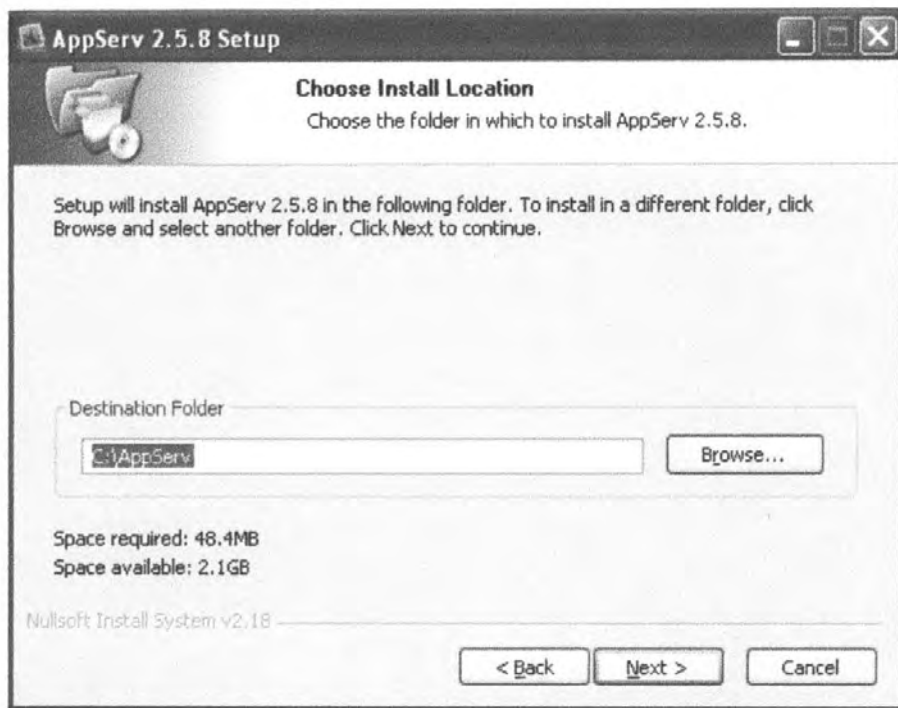 AppServ 2.5.8 Setup
Choose Install Location
Choose the folder in which to install AppServ 2.5.8.
Setup will install AppServ 2.5.8 in the following folder. To install in a different folder, click
Browse and select another folder. Click Next to continue.
Destination Folder
C:\AppServ
Browse...
Space required: 48.4MB
Space available: 2.1GB
Nullsoft Install System v2.18
< Back
Next >
Cancel